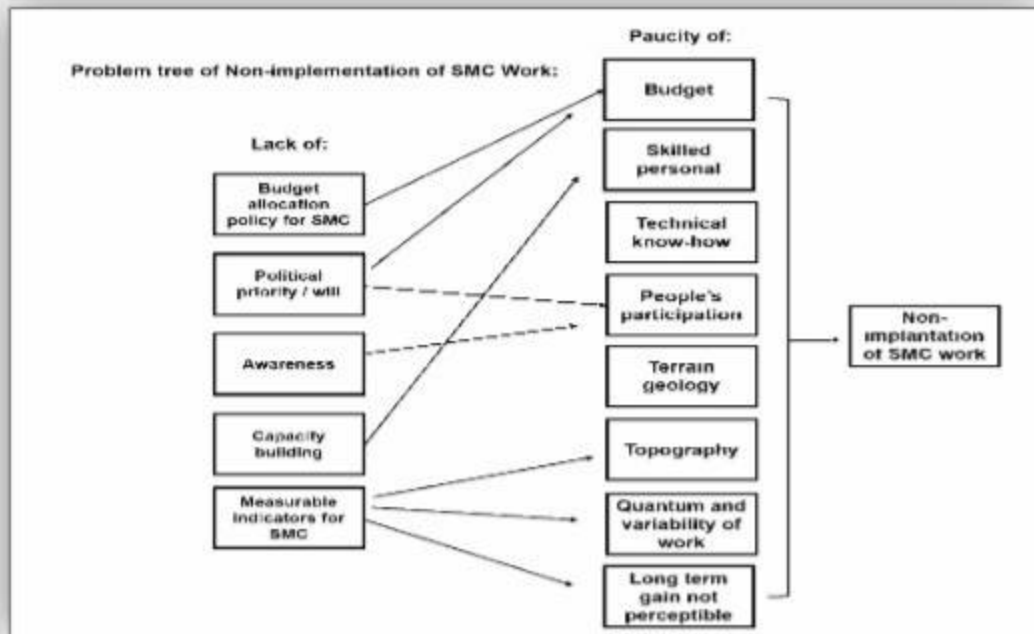 Paucity of:
Problem tree of Non-implementation of SMC Work:
Lack of:
Budget
allocation
policy for SMC
Political
priority / will
Awareness
Capacity
building
Measurable
indicators for
SMC
Budget
Skilled
personal
Technical
know-how
People's
participation
Terrain
geology
Topography
Quantum and
variability of
work
Long term
gain not
perceptible
Non-
implantation
of SMC work